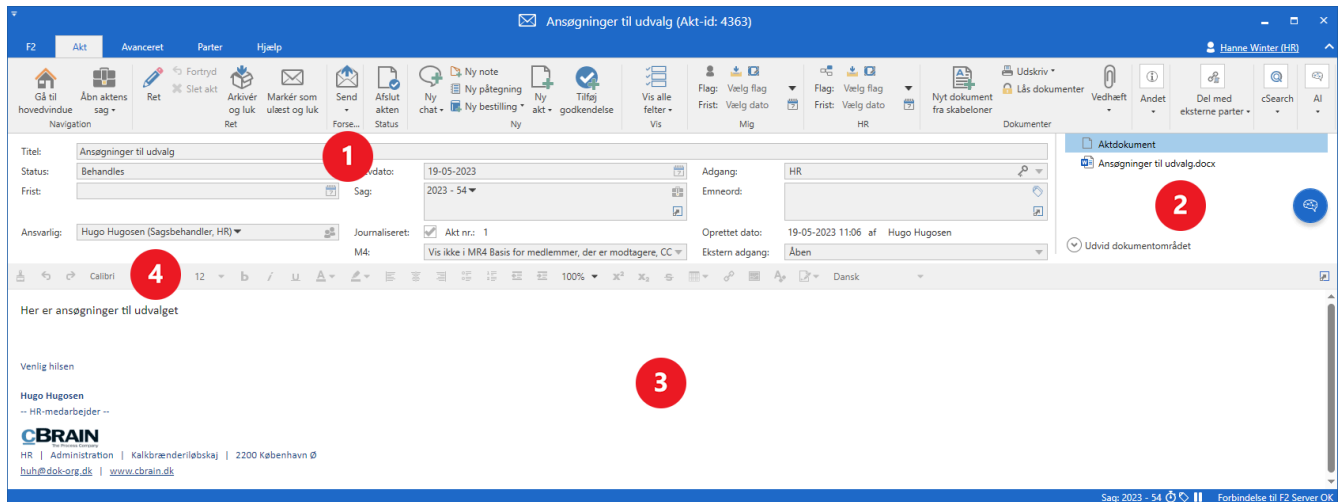 Ansøgninger til udvalg (Akt-id: 4363)
F2 Akt Avanceret Parter Hjælp Hanne Winter (HR)
Gå til hovedvindue
Åbn aktens sag
Navigation
Ret
Fortryd
Slet akt
Arkivér og luk
Markér som ulæst og luk
Ret
Send
Forse...
Afslut akten
Status
Ny chat
Ny note
Ny påtegning
Ny bestilling
Ny akt
Tilføj godkendelse
Ny
Vis alle felter
Vis
Flag: Vælg flag
Frist: Vælg dato
Mig
Flag: Vælg flag
Frist: Vælg dato
HR
Nyt dokument fra skabeloner
Udskriv
Lås dokumenter
Dokumenter
Vedhæft
Andet
Del med eksterne parter
cSearch
AI
Titel: Ansøgninger til udvalg
Status: Behandles
1
vdato: 19-05-2023
Adgang: HR
Frist:
Sag: 2023 - 54
Emneord:
Ansvarlig: Hugo Hugosen (Sagsbehandler, HR)
Journaliseret: Akt nr.: 1
Oprettet dato: 19-05-2023 11:06 af Hugo Hugosen
M4: Vis ikke i MR4 Basis for medlemmer, der er modtagere, CC
Ekstern adgang: Åben
Aktdokument
Ansøgninger til udvalg.docx
2
Udvid dokumentområdet
Calibri 4 12 b / u A 100% x² x₂ S Dansk
Her er ansøgninger til udvalget
Venlig hilsen
3
Hugo Hugosen
-- HR-medarbejder --
CBRAIN
The Process Company
HR | Administration | Kalkbrænderiløbskaj | 2200 København Ø
huh@dok-org.dk | www.cbrain.dk
Sag: 2023 - 54 Forbindelse til F2 Server OK